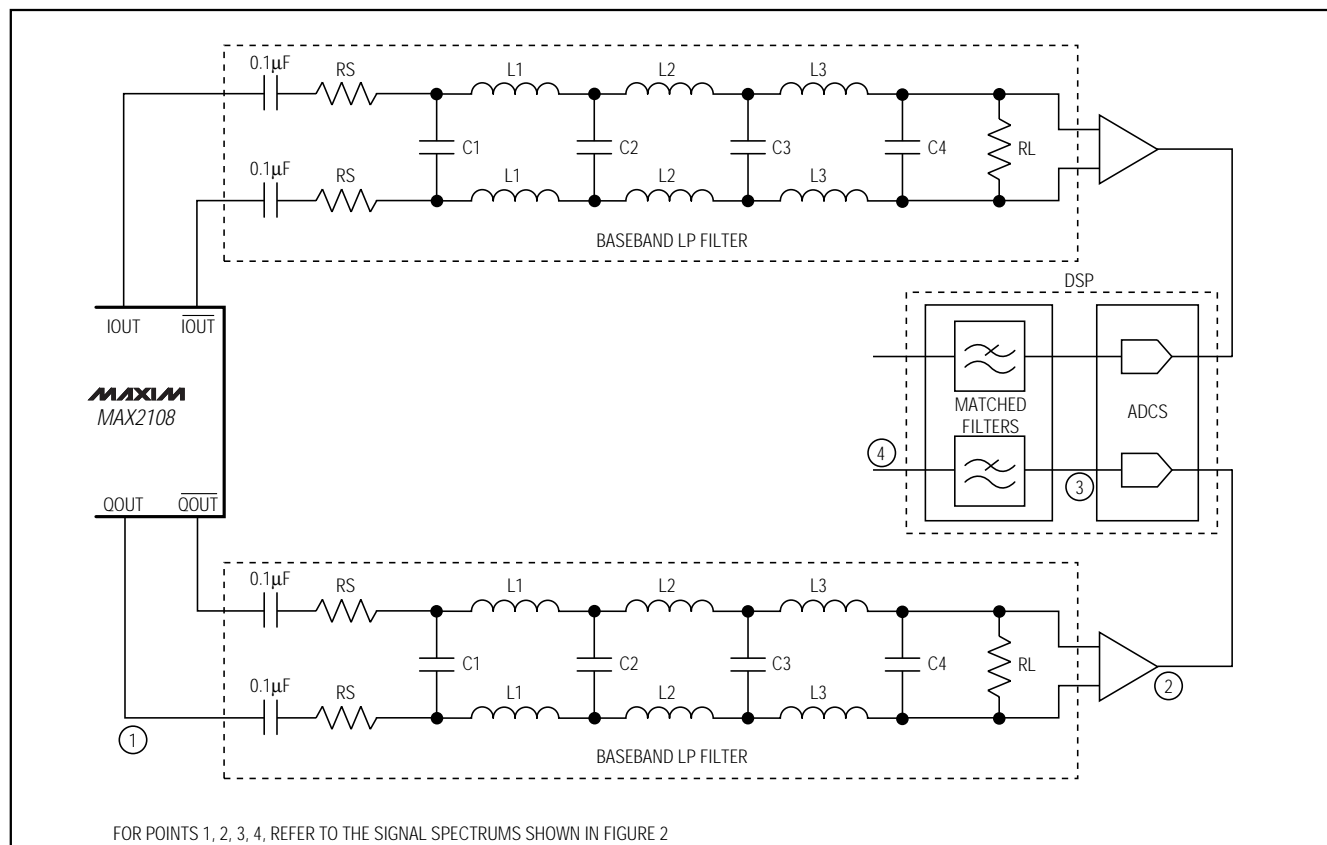 0.1μF RS L1 L2 L3
C1 C2 C3 C4 RL
0.1μF RS L1 L2 L3
BASEBAND LP FILTER
DSP
IOUT IOUT
MAXIM
MAX2108
QOUT QOUT
MATCHED
FILTERS
ADCS
4
3
0.1μF RS L1 L2 L3
C1 C2 C3 C4 RL
0.1μF RS L1 L2 L3
2
1
BASEBAND LP FILTER
FOR POINTS 1, 2, 3, 4, REFER TO THE SIGNAL SPECTRUMS SHOWN IN FIGURE 2